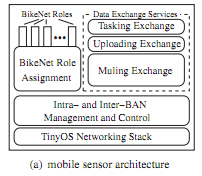 BikeNet Roles
BikeNet Role
Assignment
Data Exchange Services
Tasking Exchange
Uploading Exchange
Muling Exchange
Intra- and Inter-BAN
Management and Control
TinyOS Networking Stack
(a) mobile sensor architecture